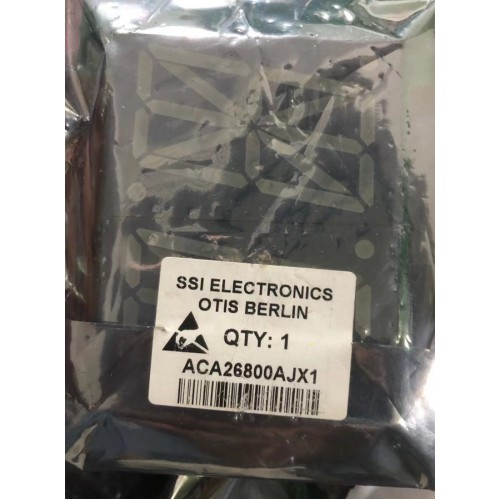 SSI ELECTRONICS
OTIS BERLIN
QTY: 1
ACA26800AJX1